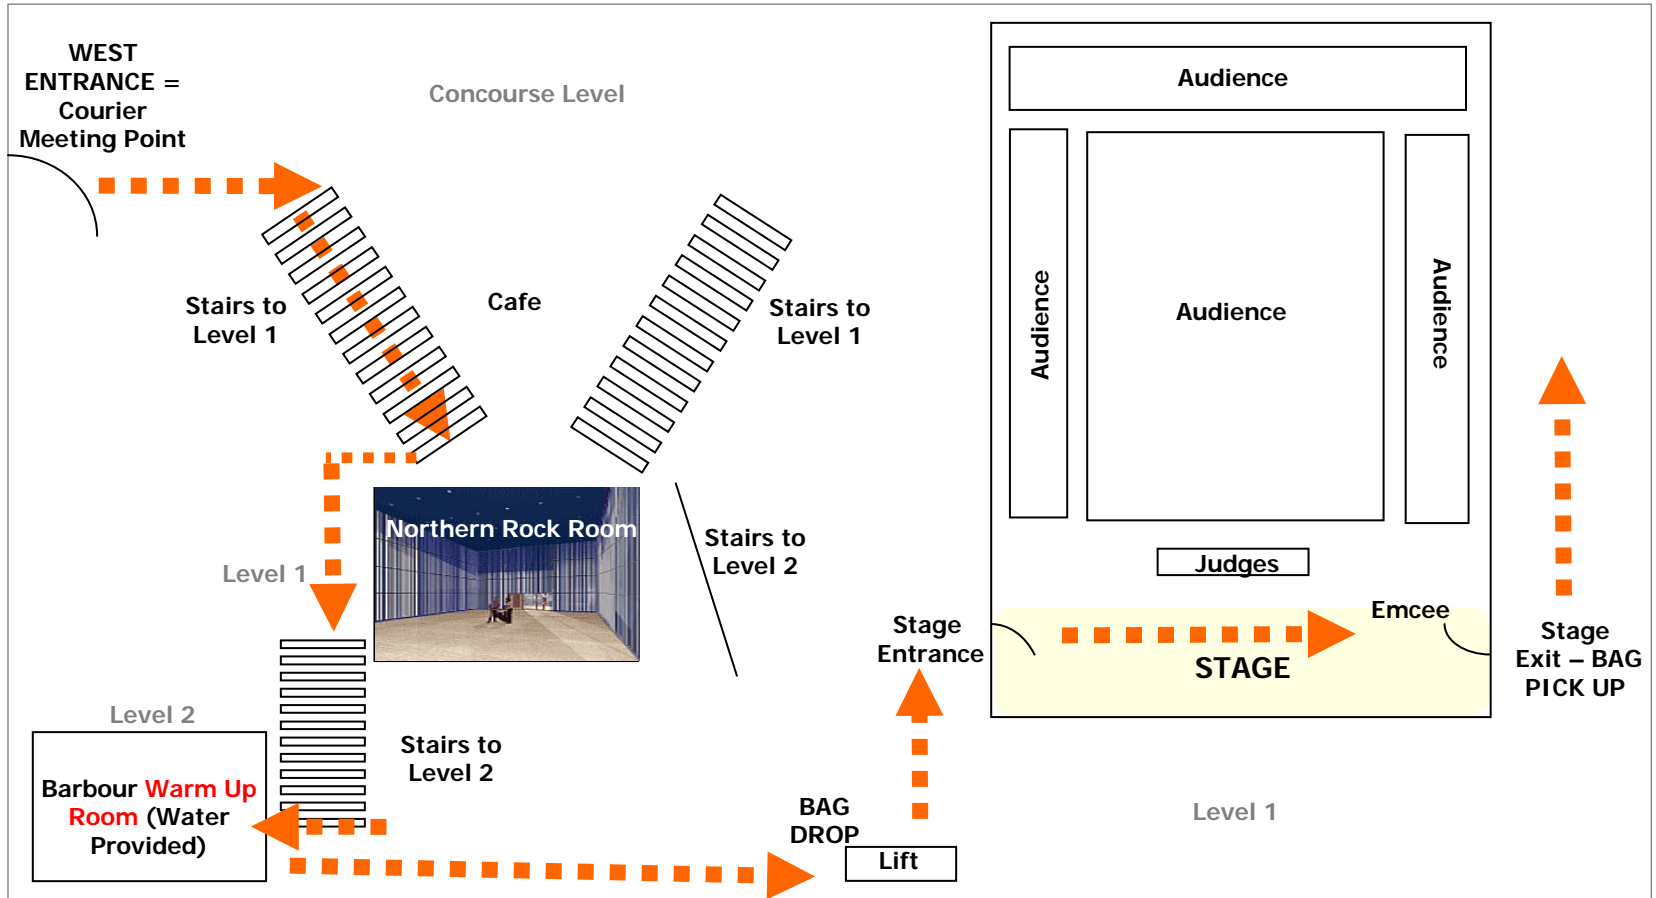 WEST
ENTRANCE =
Courier
Meeting Point
Concourse Level
Stairs to
Level 1
Cafe
Stairs to
Level 1
Northern Rock Room
Level 1
Stairs to
Level 2
Level 2
Stairs to
Level 2
Barbour Warm Up
Room (Water
Provided)
BAG
DROP
Lift
Stage
Entrance
Audience
Audience
Audience
Audience
Judges
Emcee
STAGE
Stage
Exit – BAG
PICK UP
Level 1